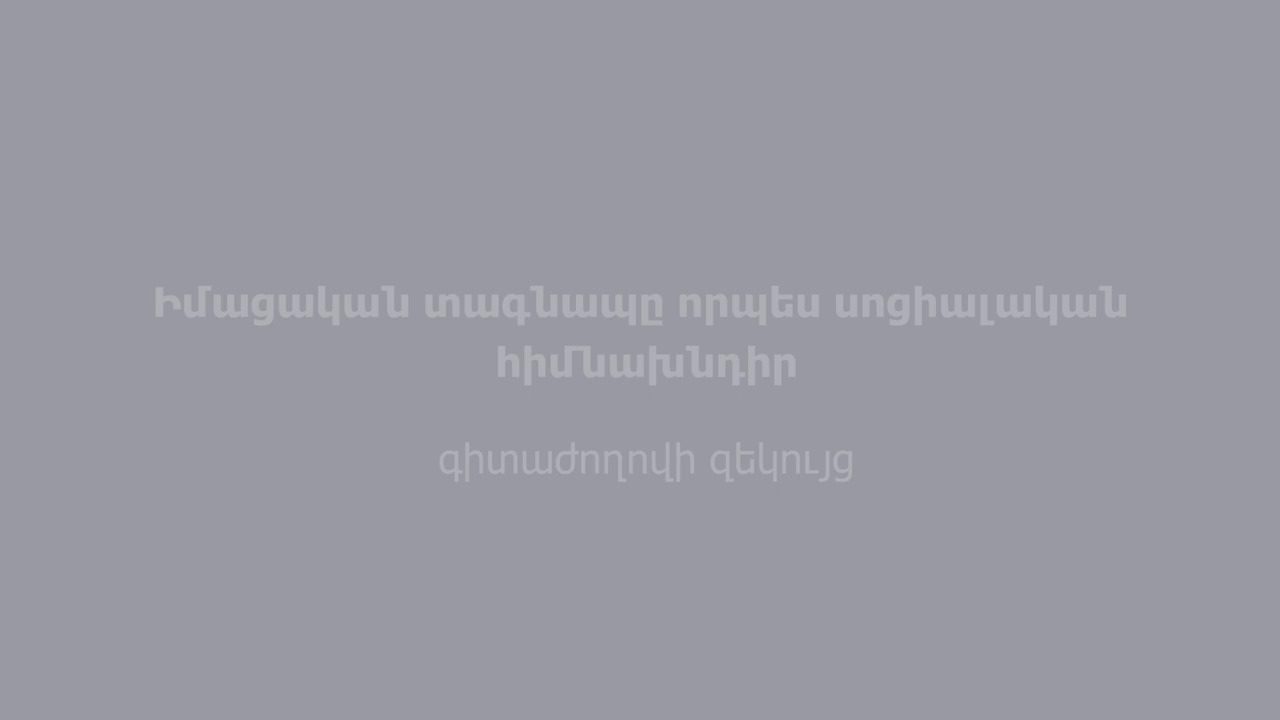 Իմացական տագնապը որպես սոցիալական
հիմնախնդիր
գիտաժողովի զեկույց